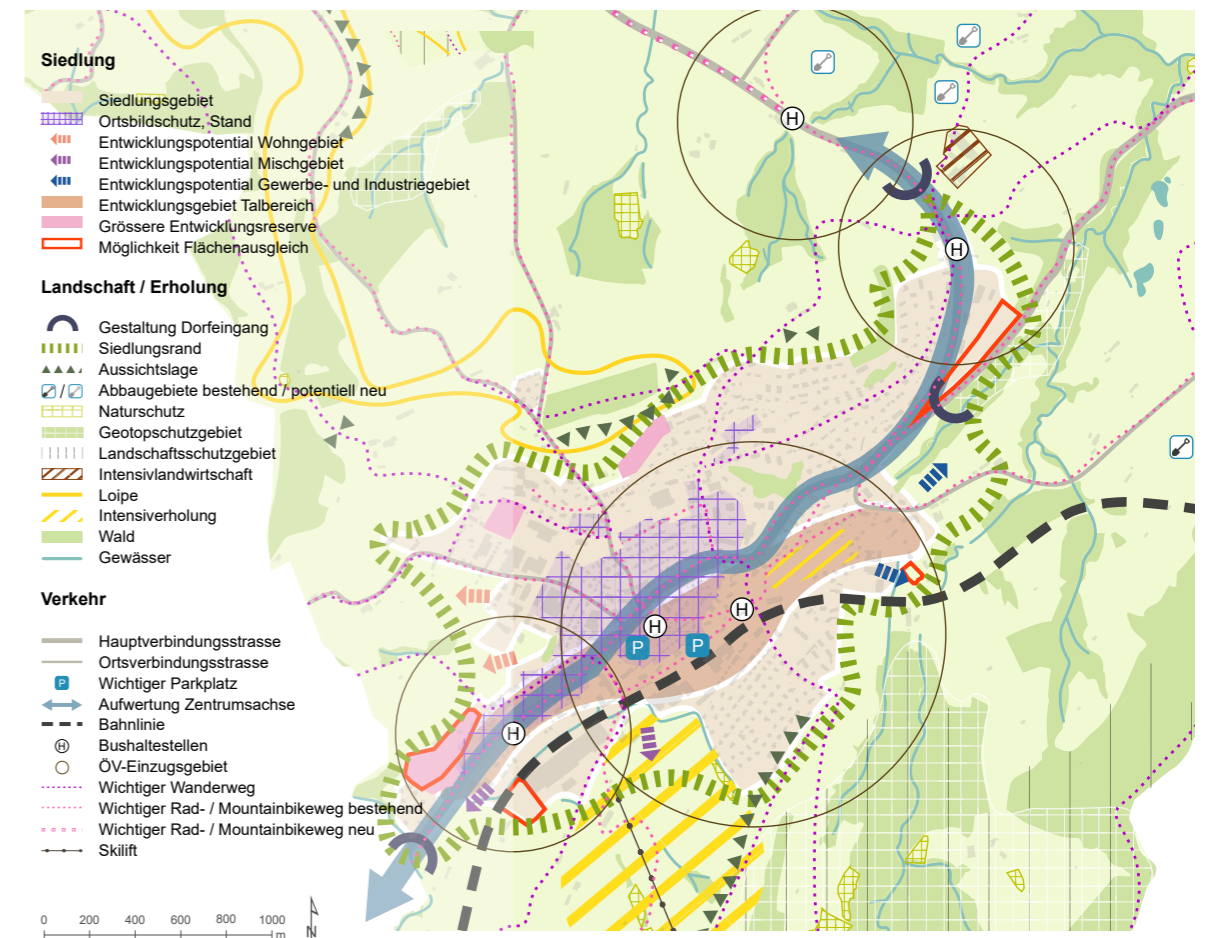 Siedlung
Siedlungsgebiet
Ortsbildschutz, Stand
Entwicklungspotential Wohngebiet
Entwicklungspotential Mischgebiet
Entwicklungspotential Gewerbe- und Industriegebiet
Entwicklungsgebiet Talbereich
Grössere Entwicklungsreserve
Möglichkeit Flächenausgleich
Landschaft / Erholung
Gestaltung Dorfeingang
Siedlungsrand
Aussichtslage
/ Abbaugebiete bestehend / potentiell neu
Naturschutz
Geotopschutzgebiet
Landschaftsschutzgebiet
Intensivlandwirtschaft
Loipe
Intensiverholung
Wald
Gewässer
Verkehr
Hauptverbindungsstrasse
Ortsverbindungsstrasse
P Wichtiger Parkplatz
Aufwertung Zentrumsachse
Bahnlinie
H Bushaltestellen
ÖV-Einzugsgebiet
Wichtiger Wanderweg
Wichtiger Rad- / Mountainbikeweg bestehend
Wichtiger Rad- / Mountainbikeweg neu
Skilift
0 200 400 600 800 1000
m
H
H
H
H
P
P
H